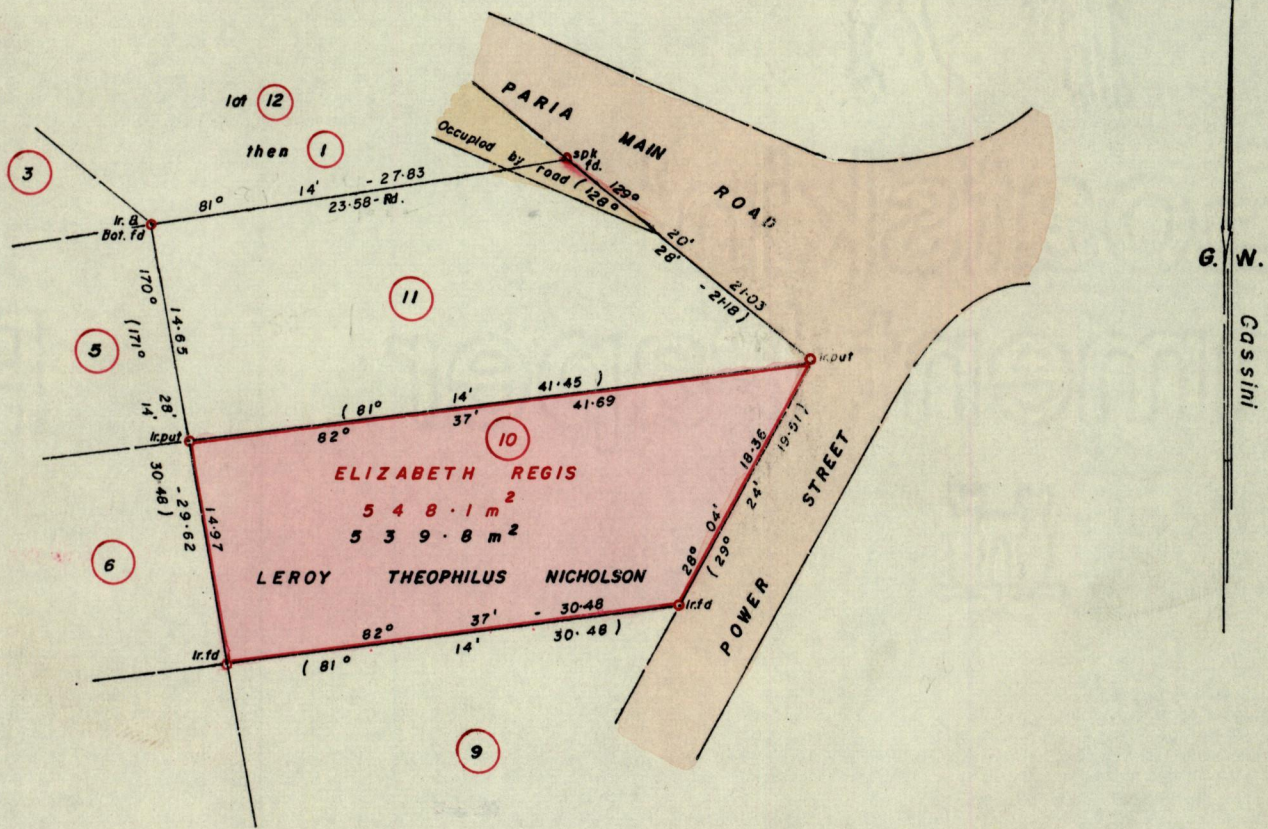 PARIA MAIN ROAD
lot 12
then 1
3
Occupied by road
spk fd.
81° 14' - 27·83
23·58 - Rd.
129° 20' 21·03
( 128° 28' - 21·18 )
Ir. & Bot. fd
G. W.
Cassini
11
170° 28' 14·65
( 171° 14' - 29·62
30·48 )
5
Ir. put
Ir. put
( 81° 14' 41·45 )
82° 37' 41·69
10
ELIZABETH REGIS
548·1 m²
539·8 m²
LEROY THEOPHILUS NICHOLSON
14·97
6
28° 04' 18·36
( 29° 24' 19·51 )
POWER STREET
Ir. fd
Ir. fd
82° 37' - 30·48
( 81° 14' 30·48 )
9